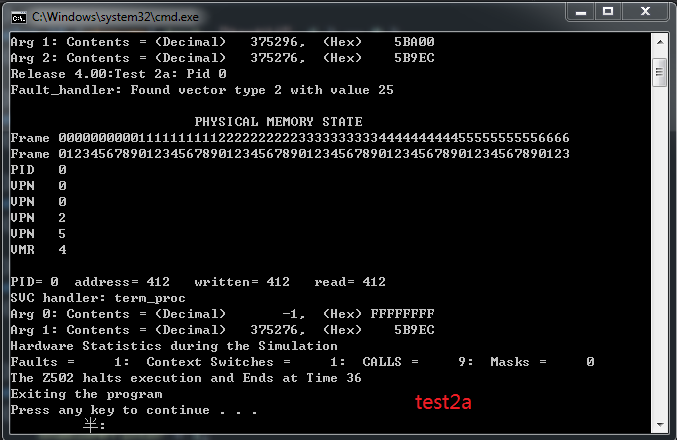 C:\Windows\system32\cmd.exe
Arg 1: Contents = (Decimal)   375296,  (Hex)    5BA00
Arg 2: Contents = (Decimal)   375276,  (Hex)    5B9EC
Release 4.00:Test 2a: Pid 0
Fault_handler: Found vector type 2 with value 25
PHYSICAL MEMORY STATE
Frame 0000000000111111111122222222223333333333444444444455555555556666
Frame 0123456789012345678901234567890123456789012345678901234567890123
PID   0
VPN   0
VPN   0
VPN   2
VPN   5
VMR   4
PID= 0  address= 412   written= 412   read= 412
SVC handler: term_proc
Arg 0: Contents = (Decimal)       -1,  (Hex) FFFFFFFF
Arg 1: Contents = (Decimal)   375276,  (Hex)    5B9EC
Hardware Statistics during the Simulation
Faults =     1:  Context Switches =     1:  CALLS =     9:  Masks =     0
The Z502 halts execution and Ends at Time 36
Exiting the program
Press any key to continue . . .
test2a
半: